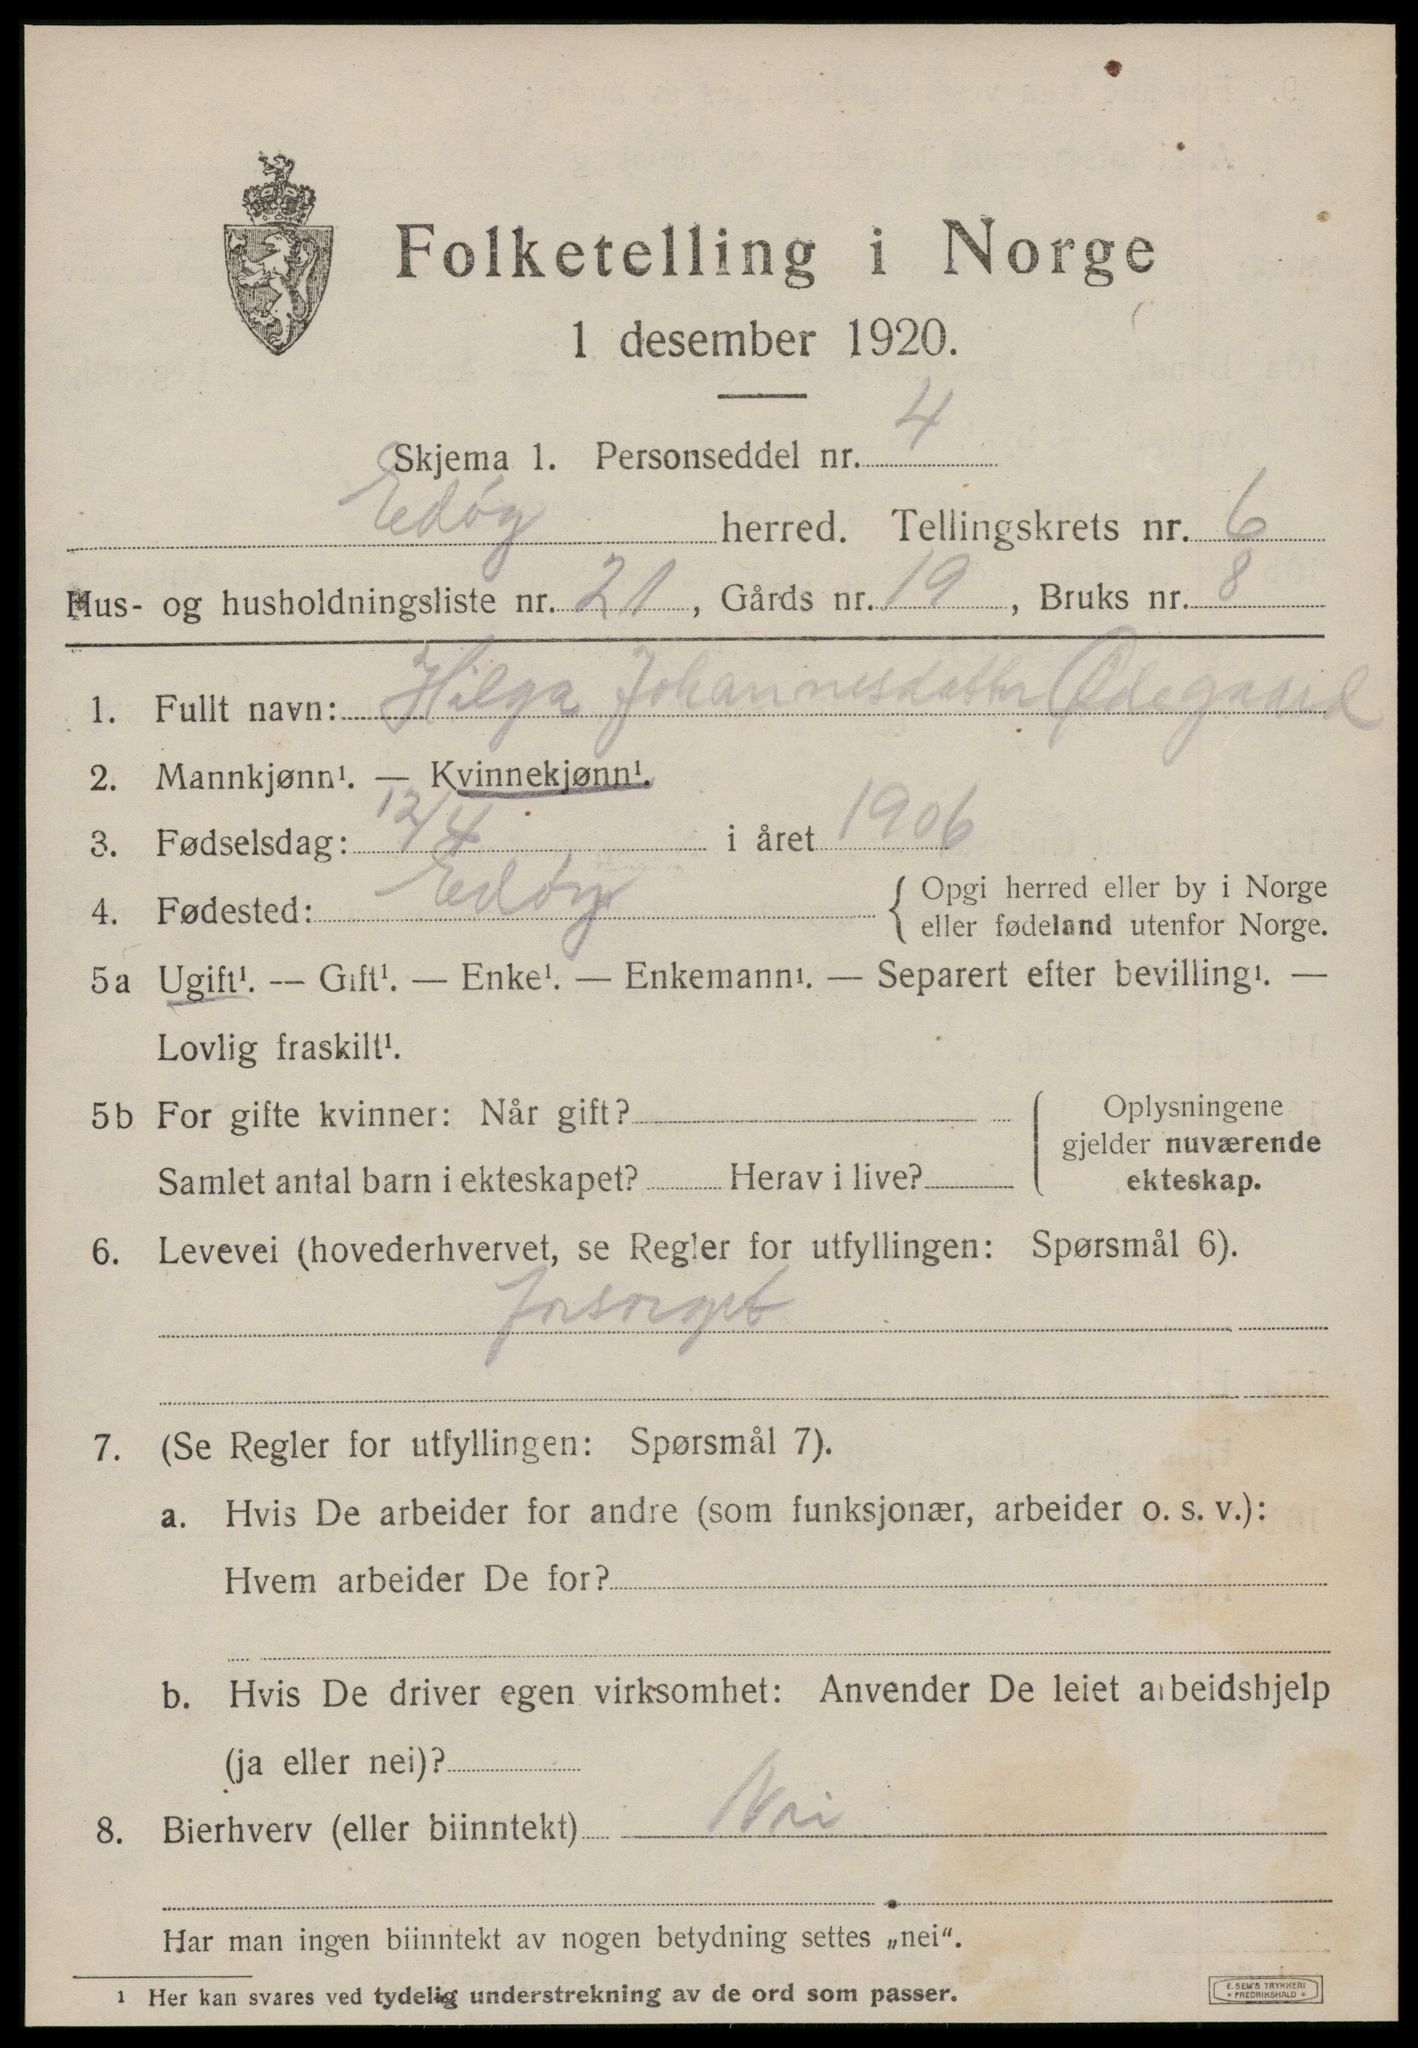 Folketelling i Norge
1 desember 1920.
Skjema 1. Personseddel nr. 4
Edøy herred. Tellingskrets nr. 6
Hus- og husholdningsliste nr. 21, Gårds nr. 19, Bruks nr. 8
1. Fullt navn: Hilga Johannesdatter Ødegaard
2. Mannkjønn¹. — Kvinnekjønn¹.
3. Fødselsdag: 12/4 i året 1906
4. Fødested: Edøy { Opgi herred eller by i Norge
eller fødeland utenfor Norge.
5a Ugift¹. — Gift¹. — Enke¹. — Enkemann¹. — Separert efter bevilling¹. —
Lovlig fraskilt¹.
5b For gifte kvinner: Når gift? { Oplysningene
gjelder nuværende
Samlet antal barn i ekteskapet? Herav i live? ekteskap.
6. Levevei (hovederhvervet, se Regler for utfyllingen: Spørsmål 6).
forsorget
7. (Se Regler for utfyllingen: Spørsmål 7).
a. Hvis De arbeider for andre (som funksjonær, arbeider o. s. v.):
Hvem arbeider De for?
b. Hvis De driver egen virksomhet: Anvender De leiet arbeidshjelp
(ja eller nei)?
8. Bierhverv (eller biinntekt) Nei
Har man ingen biinntekt av nogen betydning settes „nei“.
1 Her kan svares ved tydelig understrekning av de ord som passer.
E. SEM'S TRYKKERI
* FREDRIKSHALD *